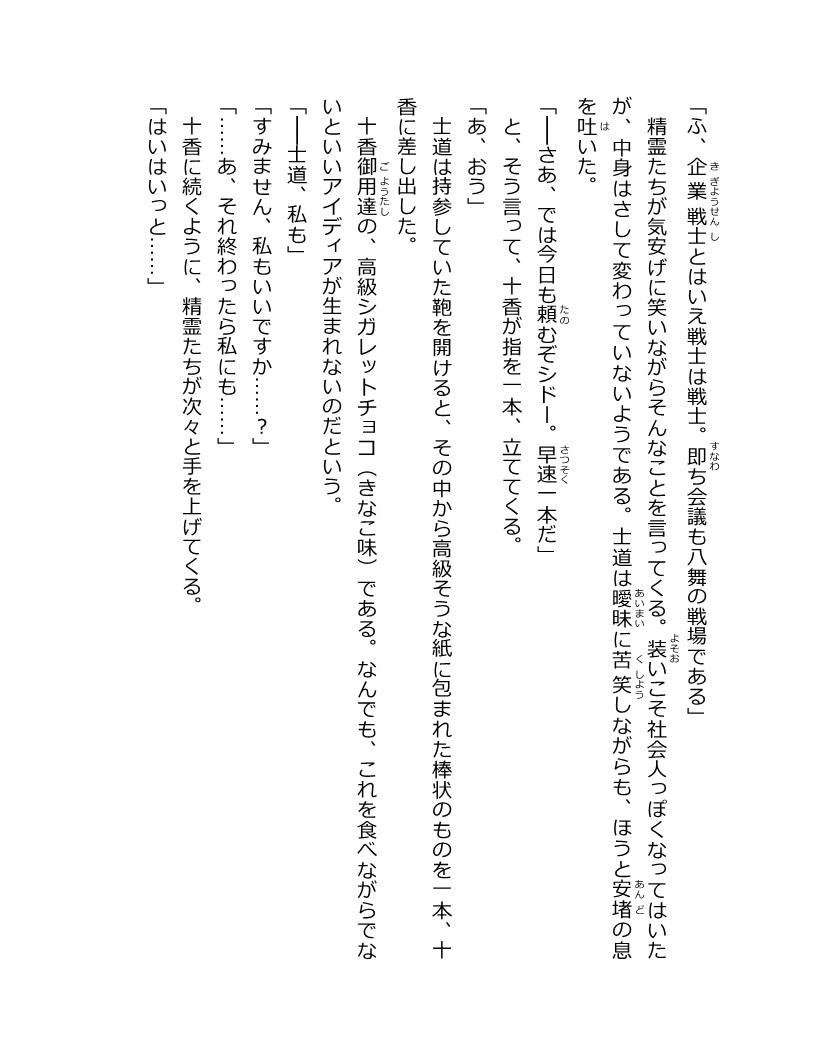 「ふ、企業戦士とはいえ戦士は戦士。即ち会議も八舞の戦場である」
　精霊たちが気安げに笑いながらそんなことを言ってくる。装いこそ社会人っぽくなってはいた
が、中身はさして変わっていないようである。士道は曖昧に苦笑しながらも、ほうと安堵の息
を吐いた。
「――さあ、では今日も頼むぞシドー。早速一本だ」
　と、そう言って、十香が指を一本、立ててくる。
「あ、おう」
　士道は持参していた鞄を開けると、その中から高級そうな紙に包まれた棒状のものを一本、十
香に差し出した。
　十香御用達の、高級シガレットチョコ（きなこ味）である。なんでも、これを食べながらでな
いといいアイディアが生まれないのだという。
「――士道、私も」
「すみません、私もいいですか……？」
「……あ、それ終わったら私にも……」
　十香に続くように、精霊たちが次々と手を上げてくる。
「はいはいっと……」